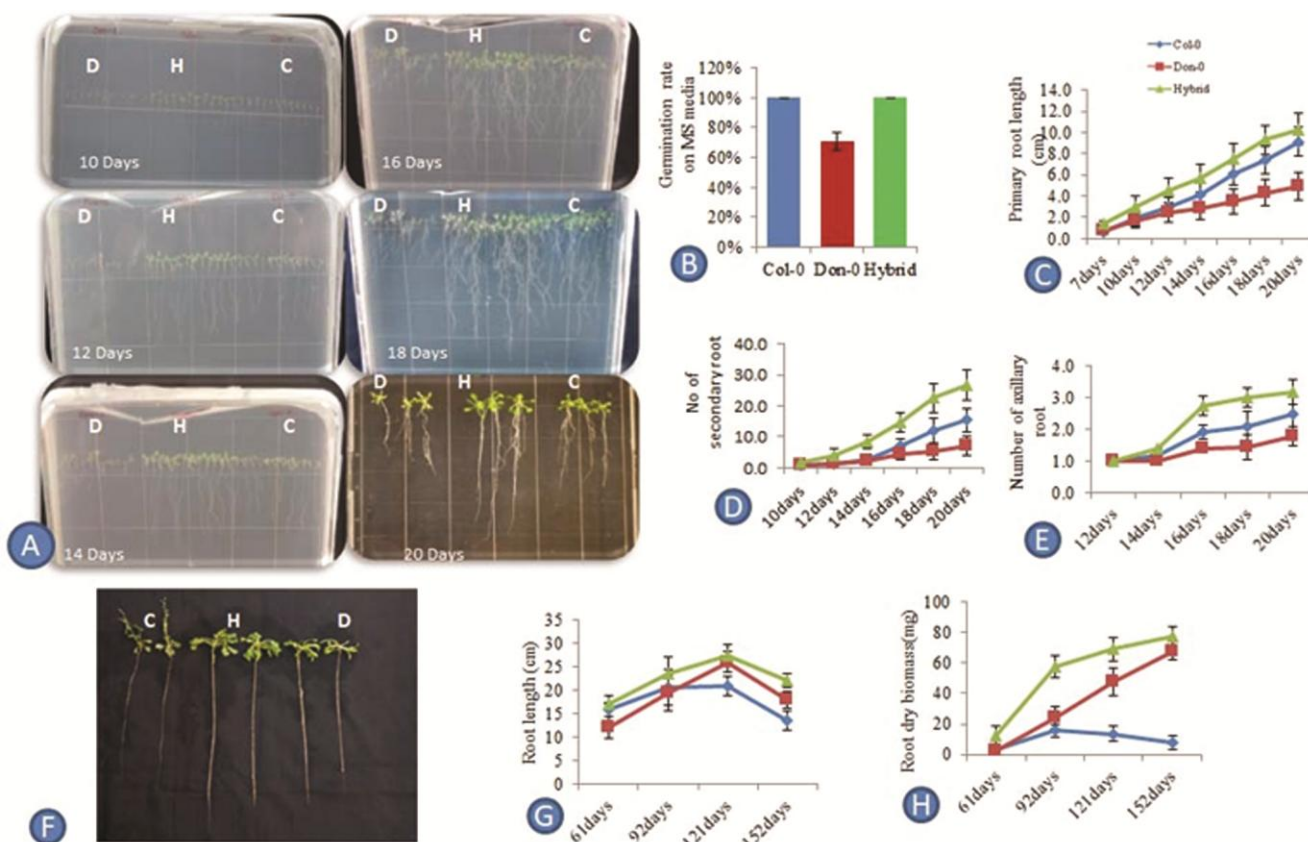 D H C
10 Days
D H C
16 Days
D H C
12 Days
D H C
18 Days
D H C
14 Days
D H C
20 Days
A
Germination rate
on MS media
120%
100%
80%
60%
40%
20%
0%
Col-0 Don-0 Hybrid
B
Col-0
Don-0
Hybrid
Primary root length
(cm)
14.0
12.0
10.0
8.0
6.0
4.0
2.0
0.0
7days
10days
12days
14days
16days
18days
20days
C
No of
secondary root
40.0
30.0
20.0
10.0
0.0
10days
12days
14days
16days
18days
20days
D
Number of axillary
root
4.0
3.0
2.0
1.0
0.0
12days
14days
16days
18days
20days
E
C H D
F
Root length (cm)
35
30
25
20
15
10
5
0
61days
92days
121days
152days
G
Root dry biomass(mg)
100
80
60
40
20
0
61days
92days
121days
152days
H